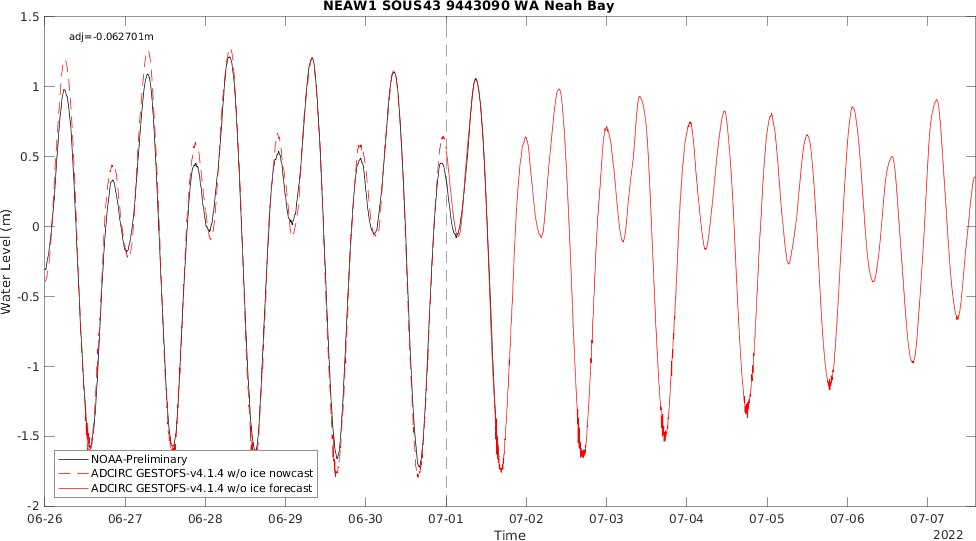 NEAW1 SOUS43 9443090 WA Neah Bay
adj=-0.062701m
Water Level (m)
1.5
1
0.5
0
-0.5
-1
-1.5
-2
NOAA-Preliminary
ADCIRC GESTOFS-v4.1.4 w/o ice nowcast
ADCIRC GESTOFS-v4.1.4 w/o ice forecast
06-26 06-27 06-28 06-29 06-30 07-01 07-02 07-03 07-04 07-05 07-06 07-07
Time
2022